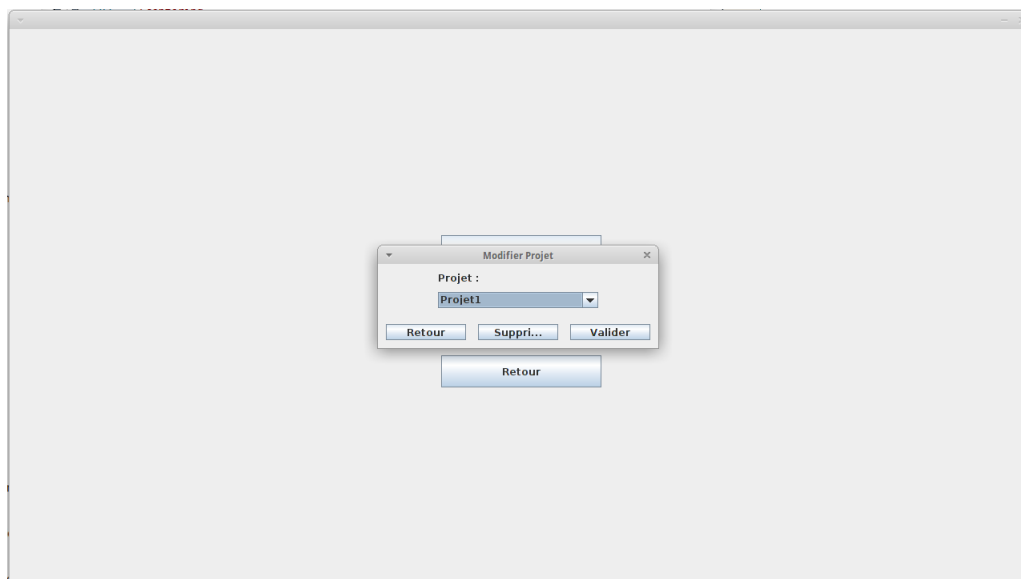 Modifier Projet
Projet :
Projet1
Retour Suppri... Valider
Retour